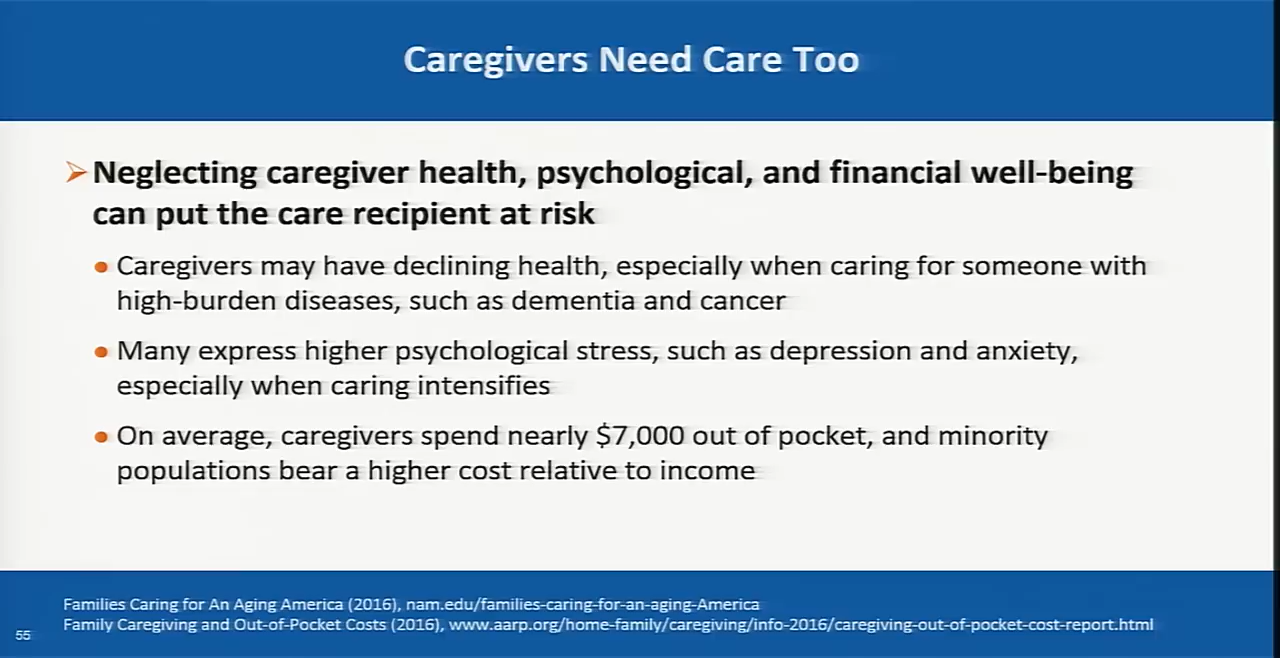 Caregivers Need Care Too
Neglecting caregiver health, psychological, and financial well-being
can put the care recipient at risk
Caregivers may have declining health, especially when caring for someone with
high-burden diseases, such as dementia and cancer
Many express higher psychological stress, such as depression and anxiety,
especially when caring intensifies
On average, caregivers spend nearly $7,000 out of pocket, and minority
populations bear a higher cost relative to income
Families Caring for An Aging America (2016), nam.edu/families-caring-for-an-aging-America
Family Caregiving and Out-of-Pocket Costs (2016), www.aarp.org/home-family/caregiving/info-2016/caregiving-out-of-pocket-cost-report.html
55